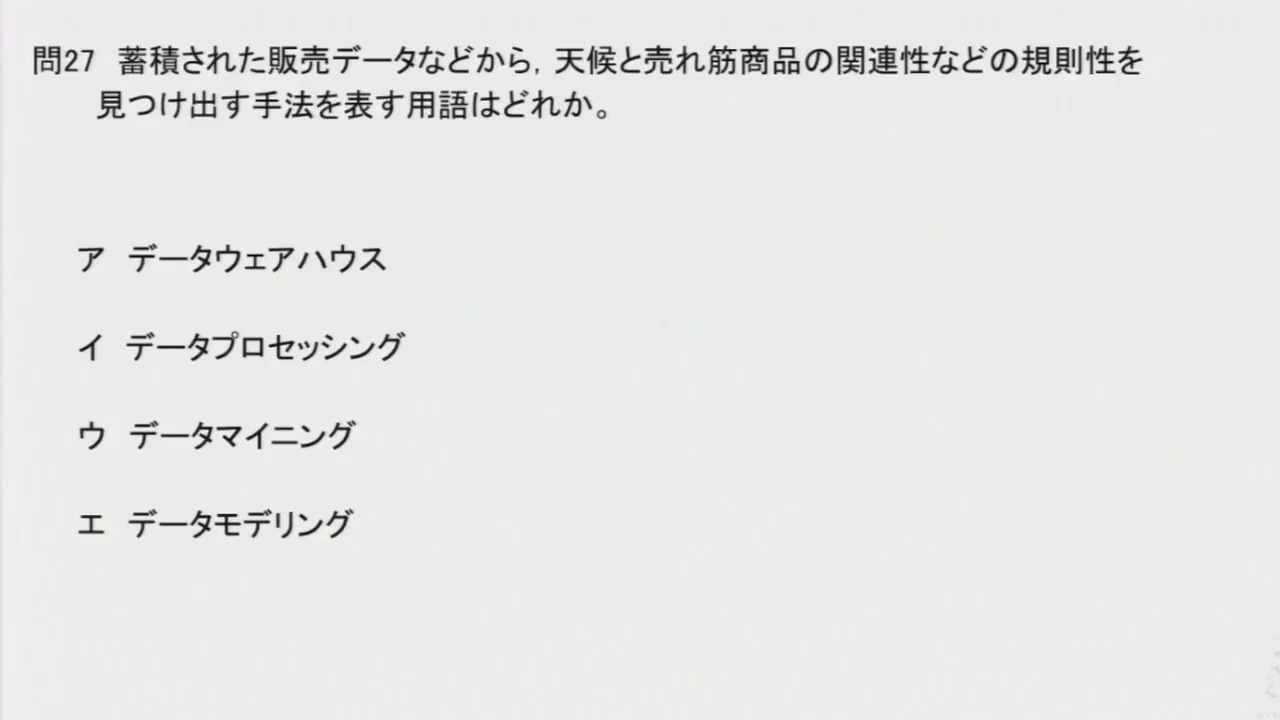 問27 蓄積された販売データなどから，天候と売れ筋商品の関連性などの規則性を
見つけ出す手法を表す用語はどれか。
ア データウェアハウス
イ データプロセッシング
ウ データマイニング
エ データモデリング